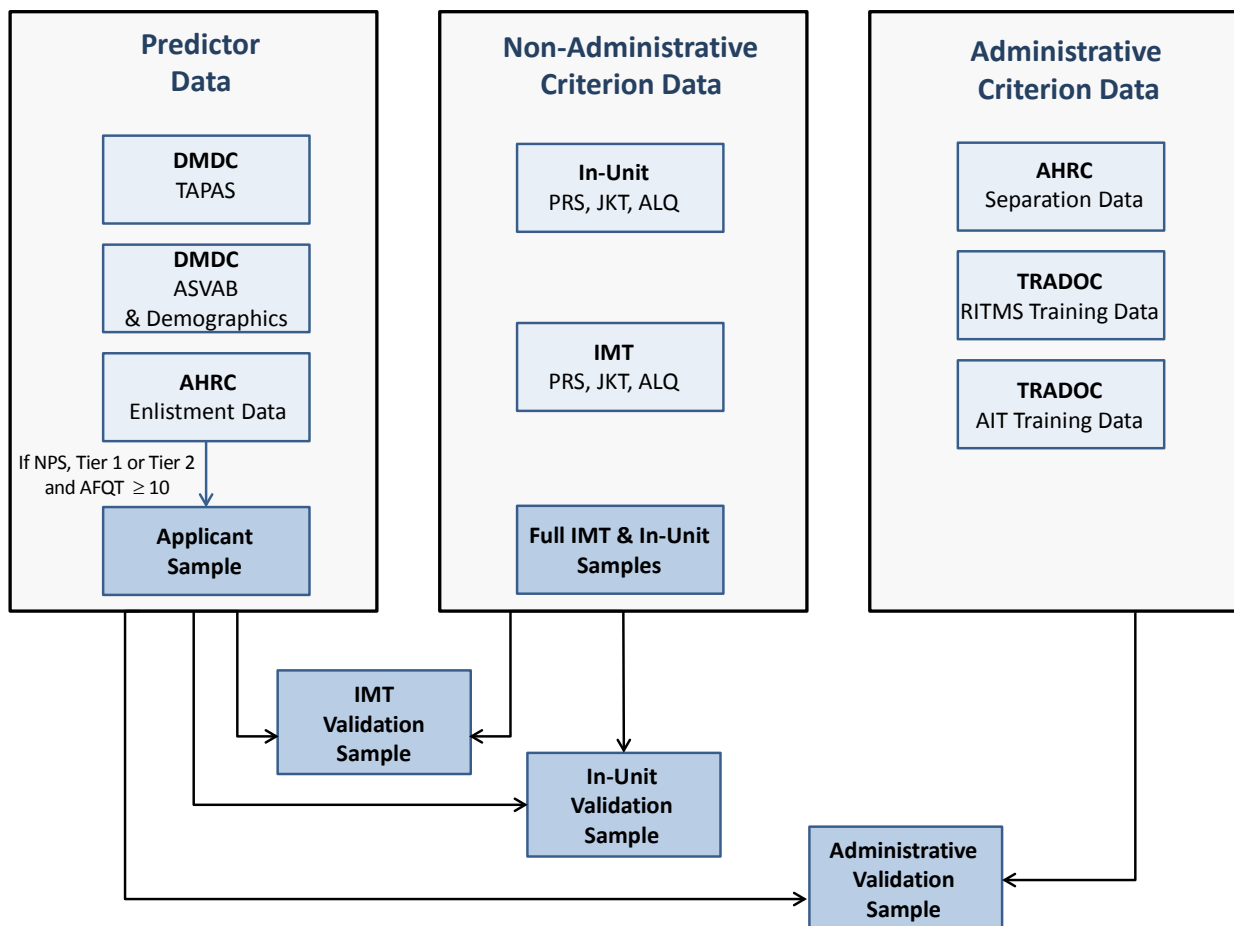 Predictor
Data
DMDC
TAPAS
DMDC
ASVAB
& Demographics
AHRC
Enlistment Data
If NPS, Tier 1 or Tier 2
and AFQT ≥ 10
Applicant
Sample
Non-Administrative
Criterion Data
In-Unit
PRS, JKT, ALQ
IMT
PRS, JKT, ALQ
Full IMT & In-Unit
Samples
Administrative
Criterion Data
AHRC
Separation Data
TRADOC
RITMS Training Data
TRADOC
AIT Training Data
IMT
Validation
Sample
In-Unit
Validation
Sample
Administrative
Validation
Sample